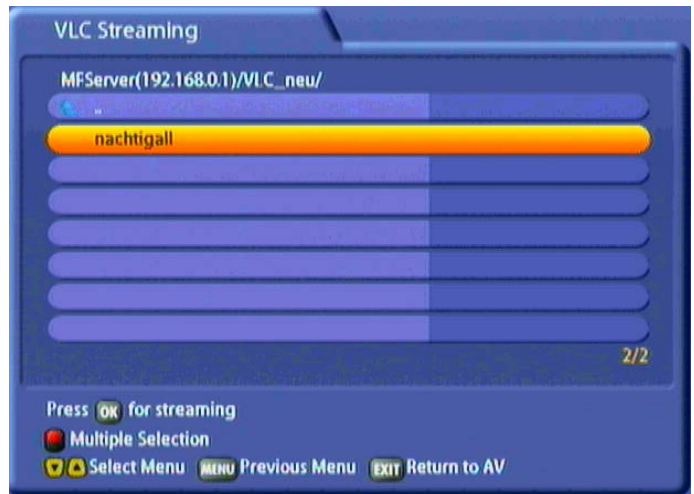 VLC Streaming
MFServer(192.168.0.1)/VLC_neu/
..
nachtigall
2/2
Press OK for streaming
Multiple Selection
Select Menu MENU Previous Menu EXIT Return to AV